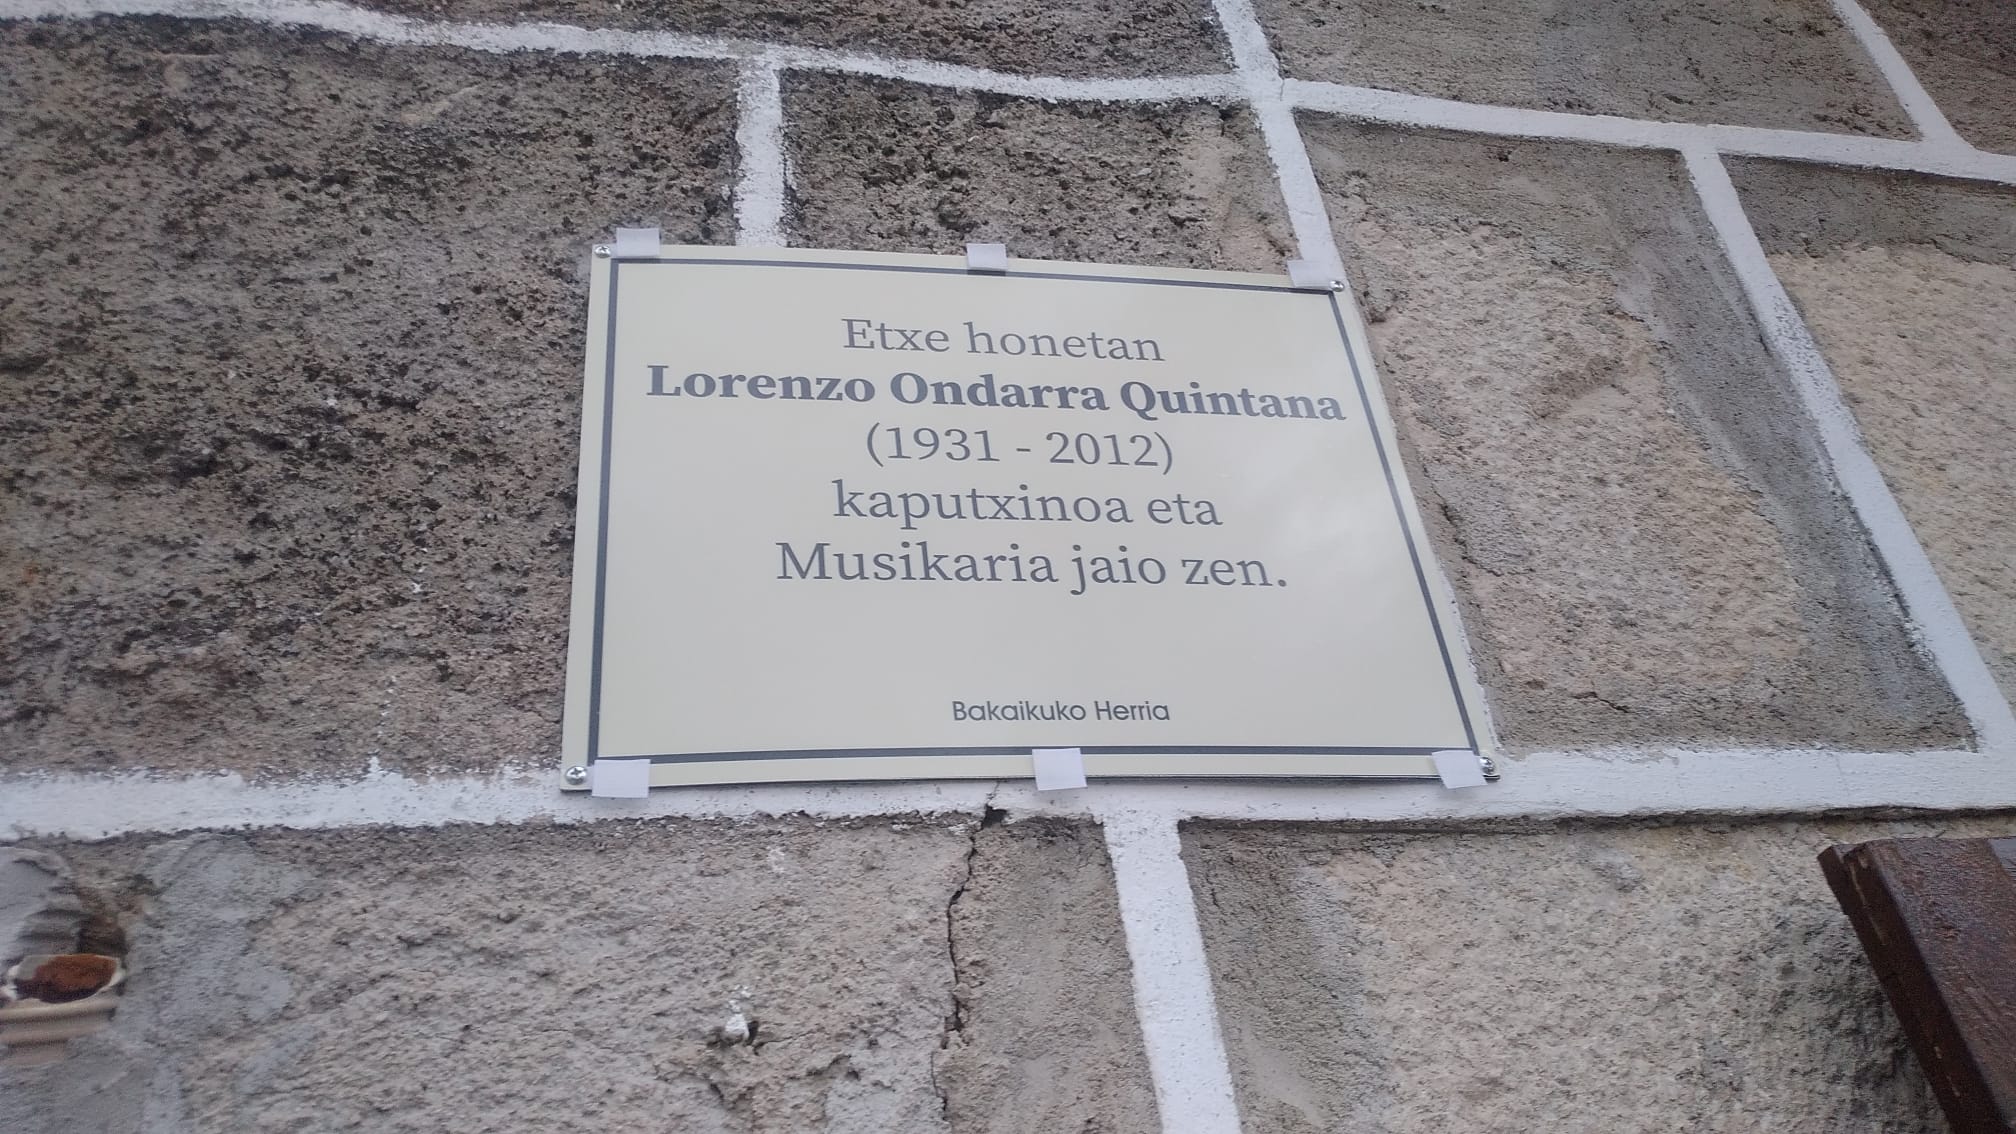 Etxe honetan
Lorenzo Ondarra Quintana
(1931 - 2012)
kaputxinoa eta
Musikaria jaio zen.
Bakaikuko Herria